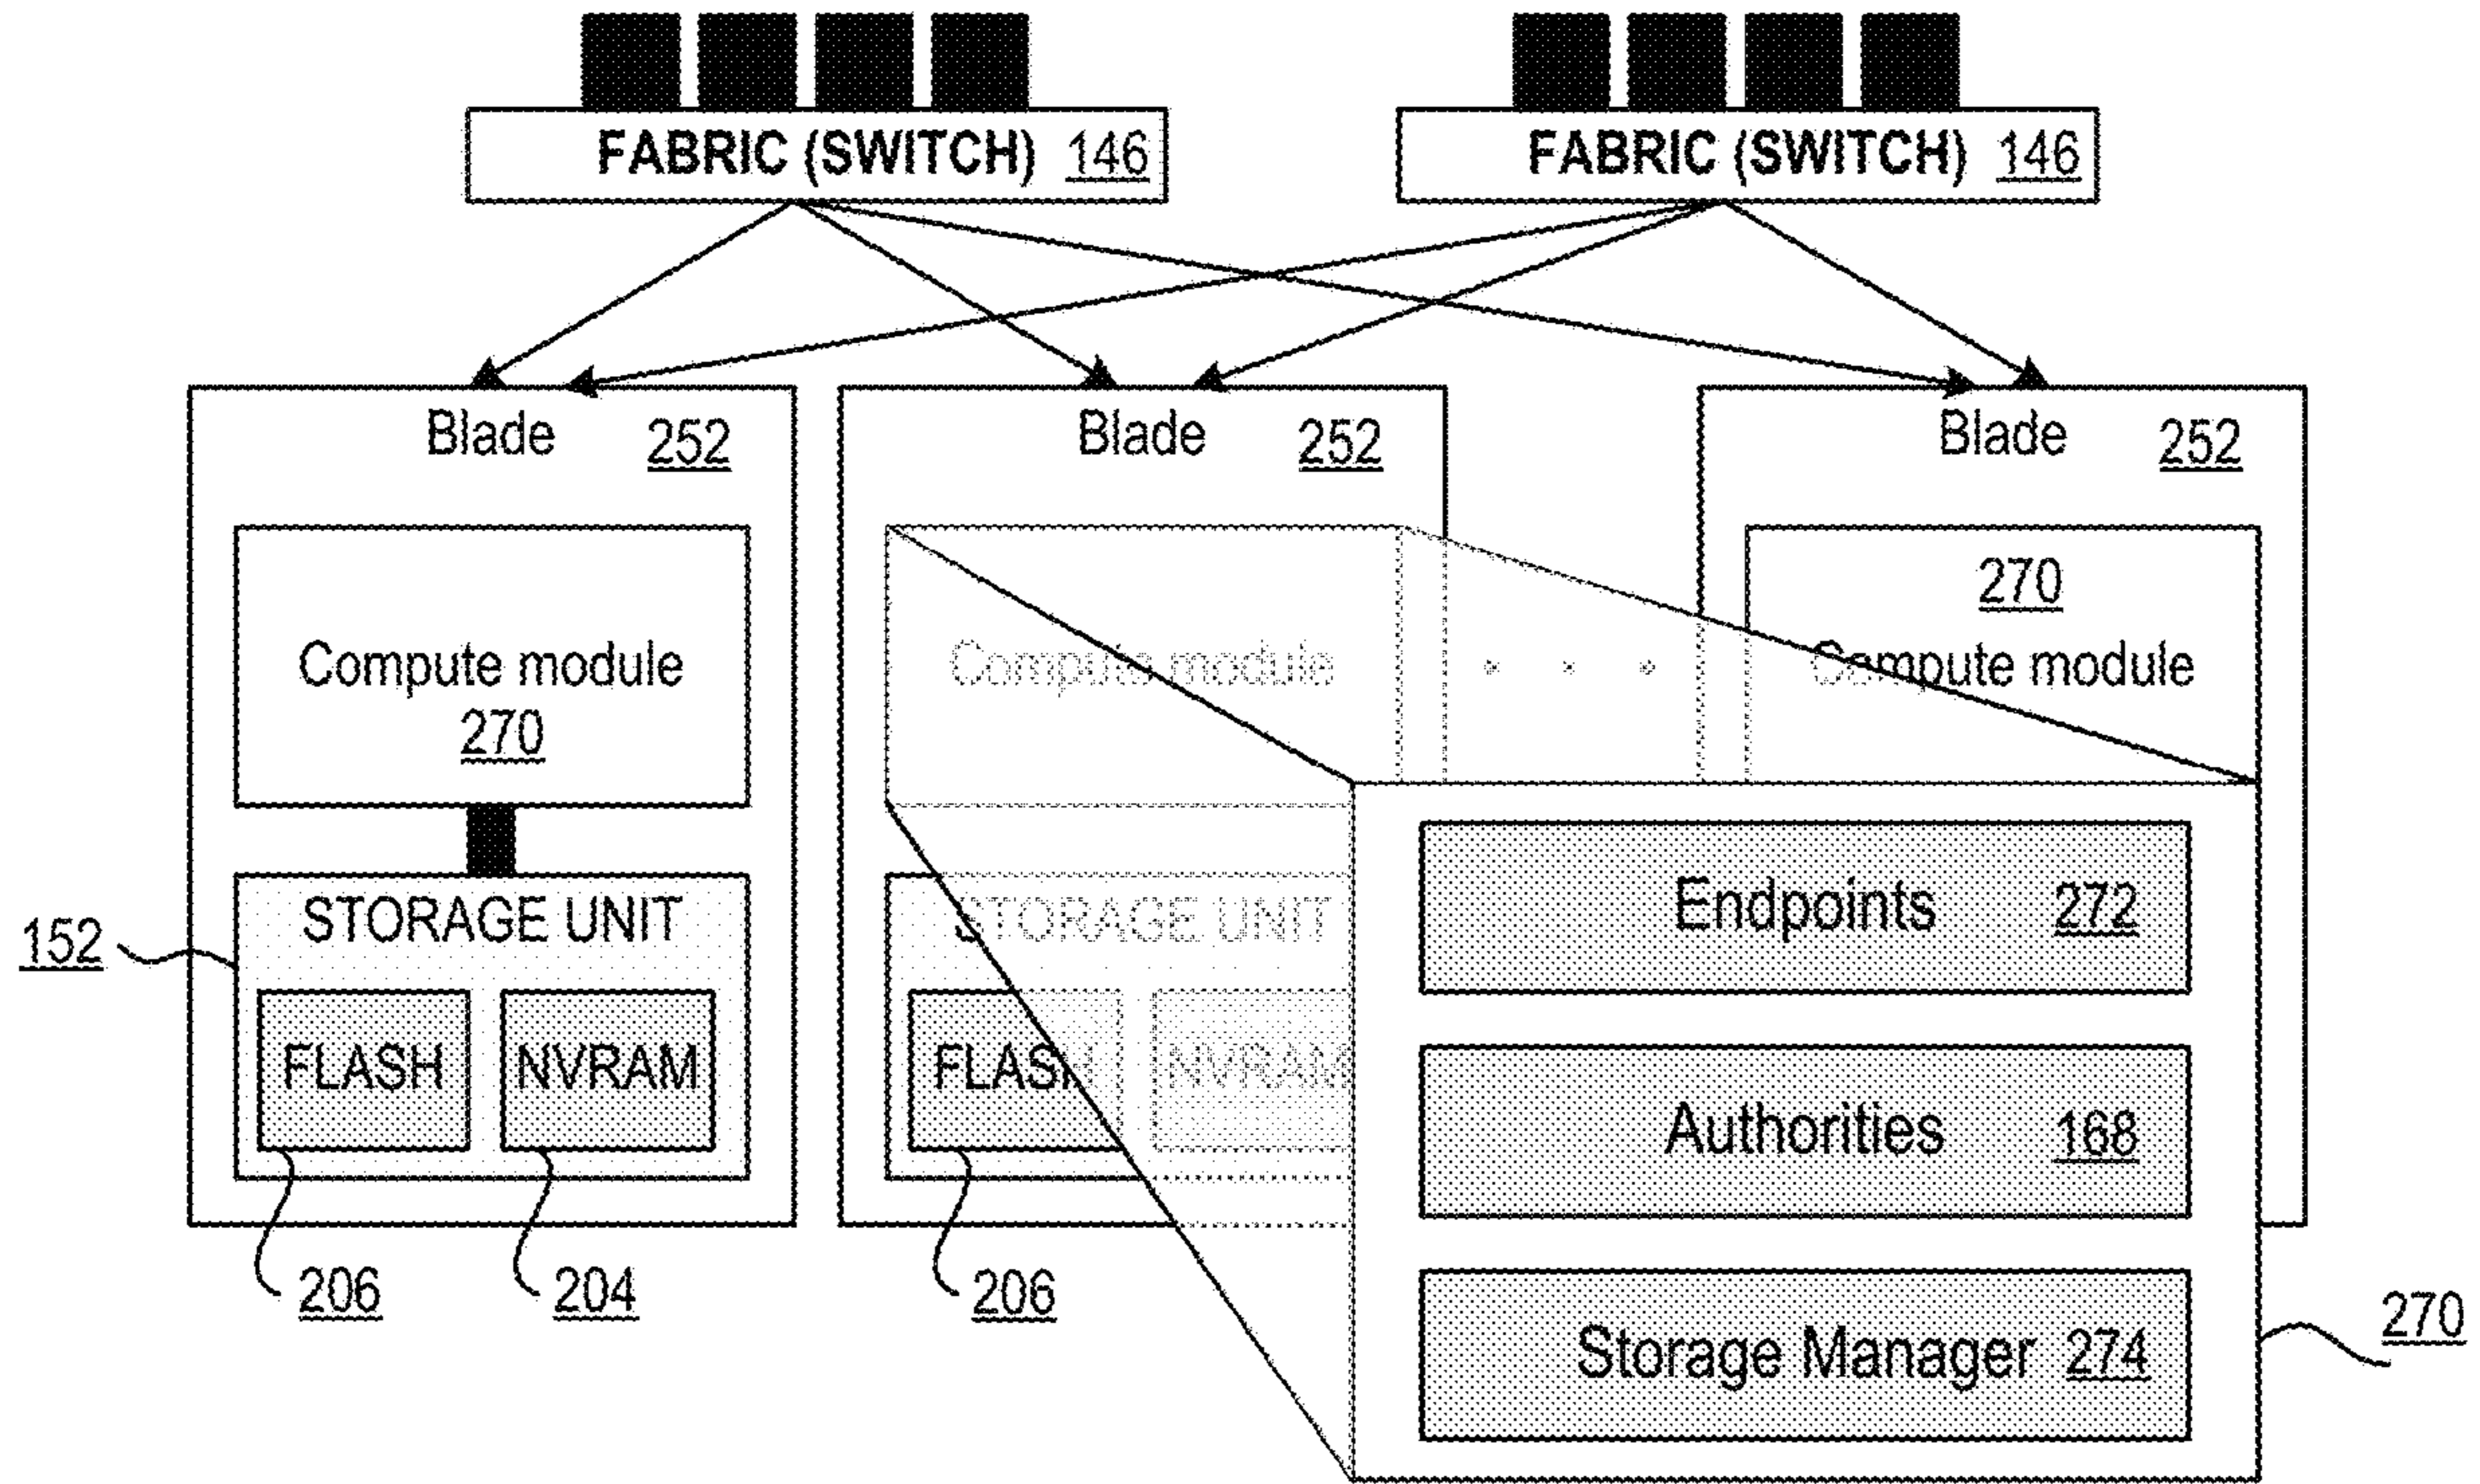 FABRIC (SWITCH) 146
FABRIC (SWITCH) 146
Blade 252
Blade 252
Blade 252
Compute module
270
Compute module
270
Compute module
STORAGE UNIT
152
FLASH
NVRAM
206
204
STORAGE UNIT
FLASH
NVRAM
206
Endpoints 272
Authorities 168
Storage Manager 274
270